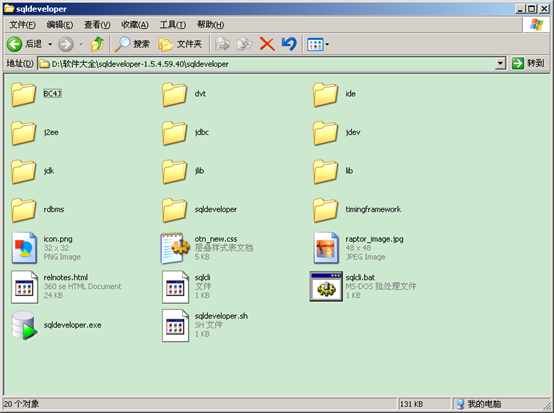 sqldeveloper
文件(F) 编辑(E) 查看(V) 收藏(A) 工具(T) 帮助(H)
后退 搜索 文件夹
地址(D) D:\软件大全\sqldeveloper-1.5.4.59.40\sqldeveloper 转到
BC4J dvt ide
j2ee jdbc jdev
jdk jlib lib
rdbms sqldeveloper timingframework
icon.png otn_new.css raptor_image.jpg
32 x 32 层叠样式表文档 48 x 48
PNG Image 5 KB JPEG Image
relnotes.html sqlcli sqlcli.bat
360 se HTML Document 文件 MS-DOS 批处理文件
24 KB 1 KB 1 KB
sqldeveloper.exe sqldeveloper.sh
SH 文件
1 KB
20 个对象 131 KB 我的电脑